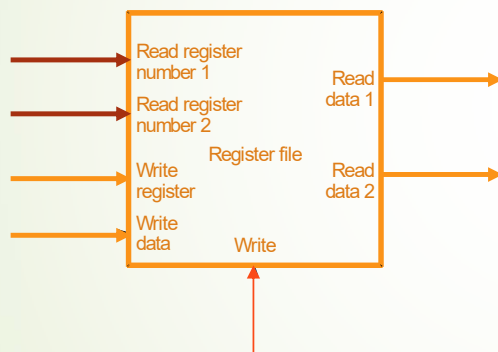 Read register
number 1
Read
data 1
Read register
number 2
Register file
Write
register
Read
data 2
Write
data
Write